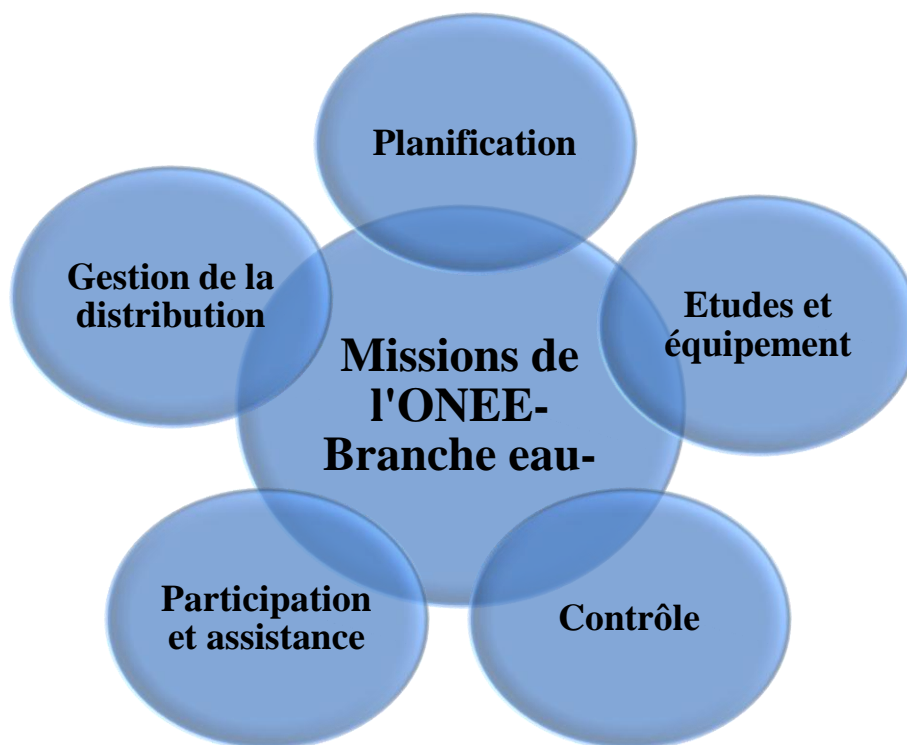 Planification
Gestion de la
distribution
Etudes et
équipement
Missions de
l'ONEE-
Branche eau-
Participation
et assistance
Contrôle